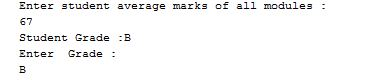 Enter student average marks of all modules :
67
Student Grade :B
Enter  Grade :
B